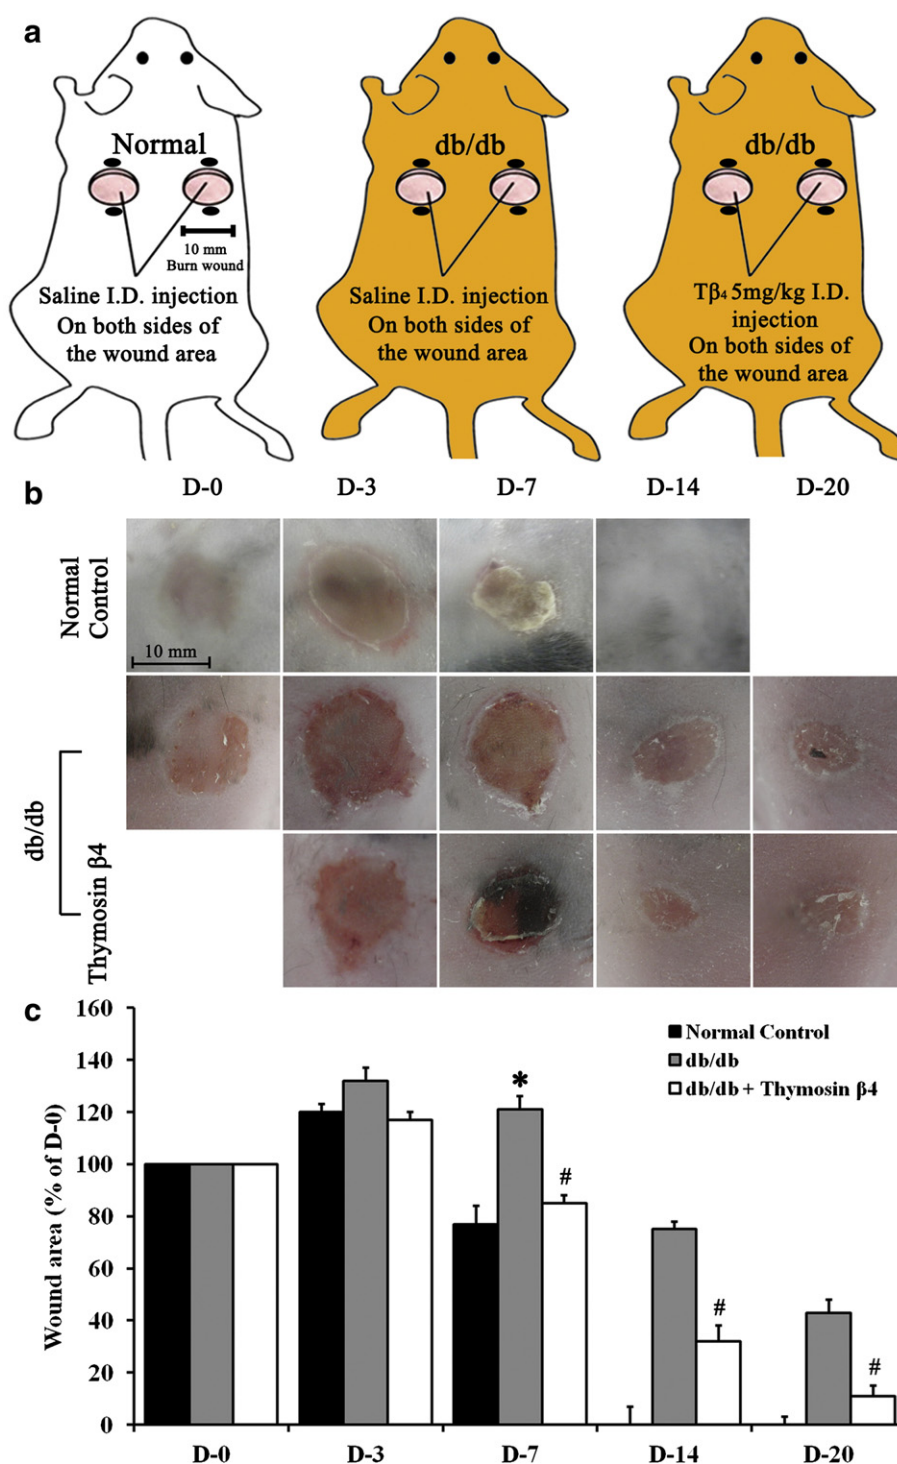 a
Normal
10 mm
Burn wound
Saline I.D. injection
On both sides of
the wound area
db/db
Saline I.D. injection
On both sides of
the wound area
db/db
Tβ₄ 5mg/kg I.D.
injection
On both sides of
the wound area
b
D-0 D-3 D-7 D-14 D-20
Normal
Control
10 mm
db/db
Thymosin β4
c
160
140
120
100
80
60
40
20
0
Wound area (% of D-0)
Normal Control
db/db
db/db + Thymosin β4
*
#
#
#
D-0 D-3 D-7 D-14 D-20